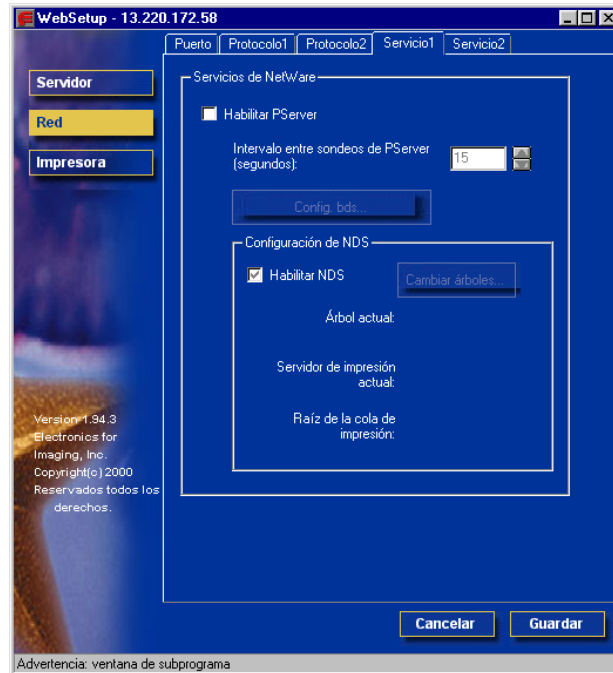 WebSetup - 13.220.172.58
Puerto Protocolo1 Protocolo2 Servicio1 Servicio2
Servidor
Red
Impresora
Servicios de NetWare
Habilitar PServer
Intervalo entre sondeos de PServer
(segundos):
15
Config. bds...
Configuración de NDS
Habilitar NDS
Cambiar árboles...
Árbol actual:
Servidor de impresión
actual:
Raíz de la cola de
impresión:
Version 1.94.3
Electronics for
Imaging, Inc.
Copyright(c) 2000
Reservados todos los
derechos.
Cancelar
Guardar
Advertencia: ventana de subprograma